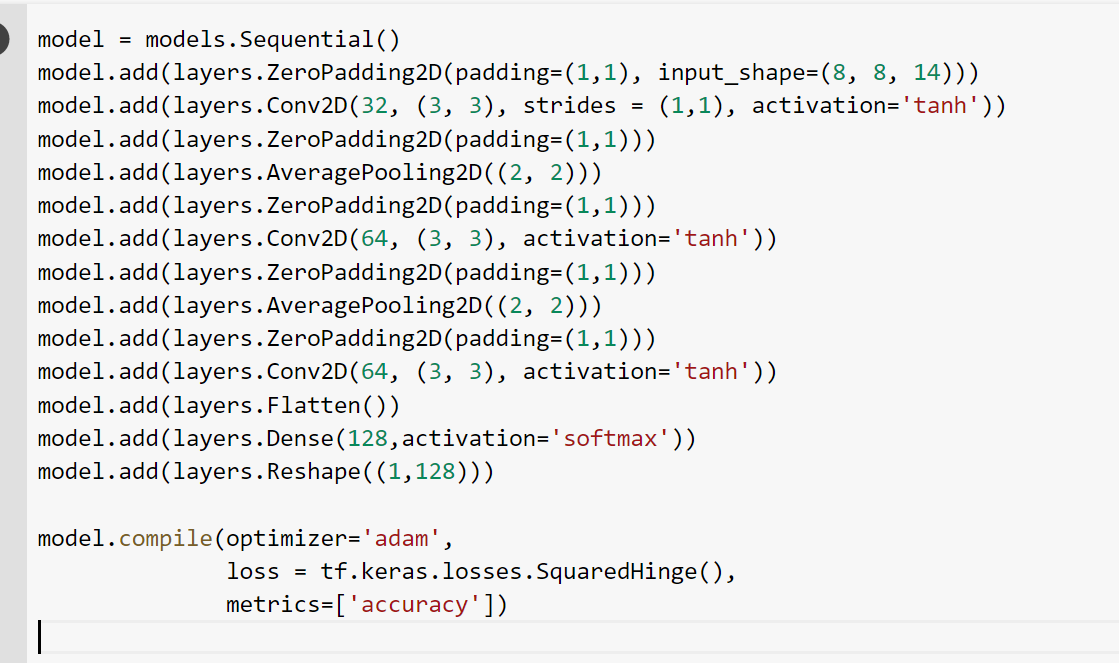 model = models.Sequential()
model.add(layers.ZeroPadding2D(padding=(1,1), input_shape=(8, 8, 14)))
model.add(layers.Conv2D(32, (3, 3), strides = (1,1), activation='tanh'))
model.add(layers.ZeroPadding2D(padding=(1,1)))
model.add(layers.AveragePooling2D((2, 2)))
model.add(layers.ZeroPadding2D(padding=(1,1)))
model.add(layers.Conv2D(64, (3, 3), activation='tanh'))
model.add(layers.ZeroPadding2D(padding=(1,1)))
model.add(layers.AveragePooling2D((2, 2)))
model.add(layers.ZeroPadding2D(padding=(1,1)))
model.add(layers.Conv2D(64, (3, 3), activation='tanh'))
model.add(layers.Flatten())
model.add(layers.Dense(128,activation='softmax'))
model.add(layers.Reshape((1,128)))
model.compile(optimizer='adam',
              loss = tf.keras.losses.SquaredHinge(),
              metrics=['accuracy'])